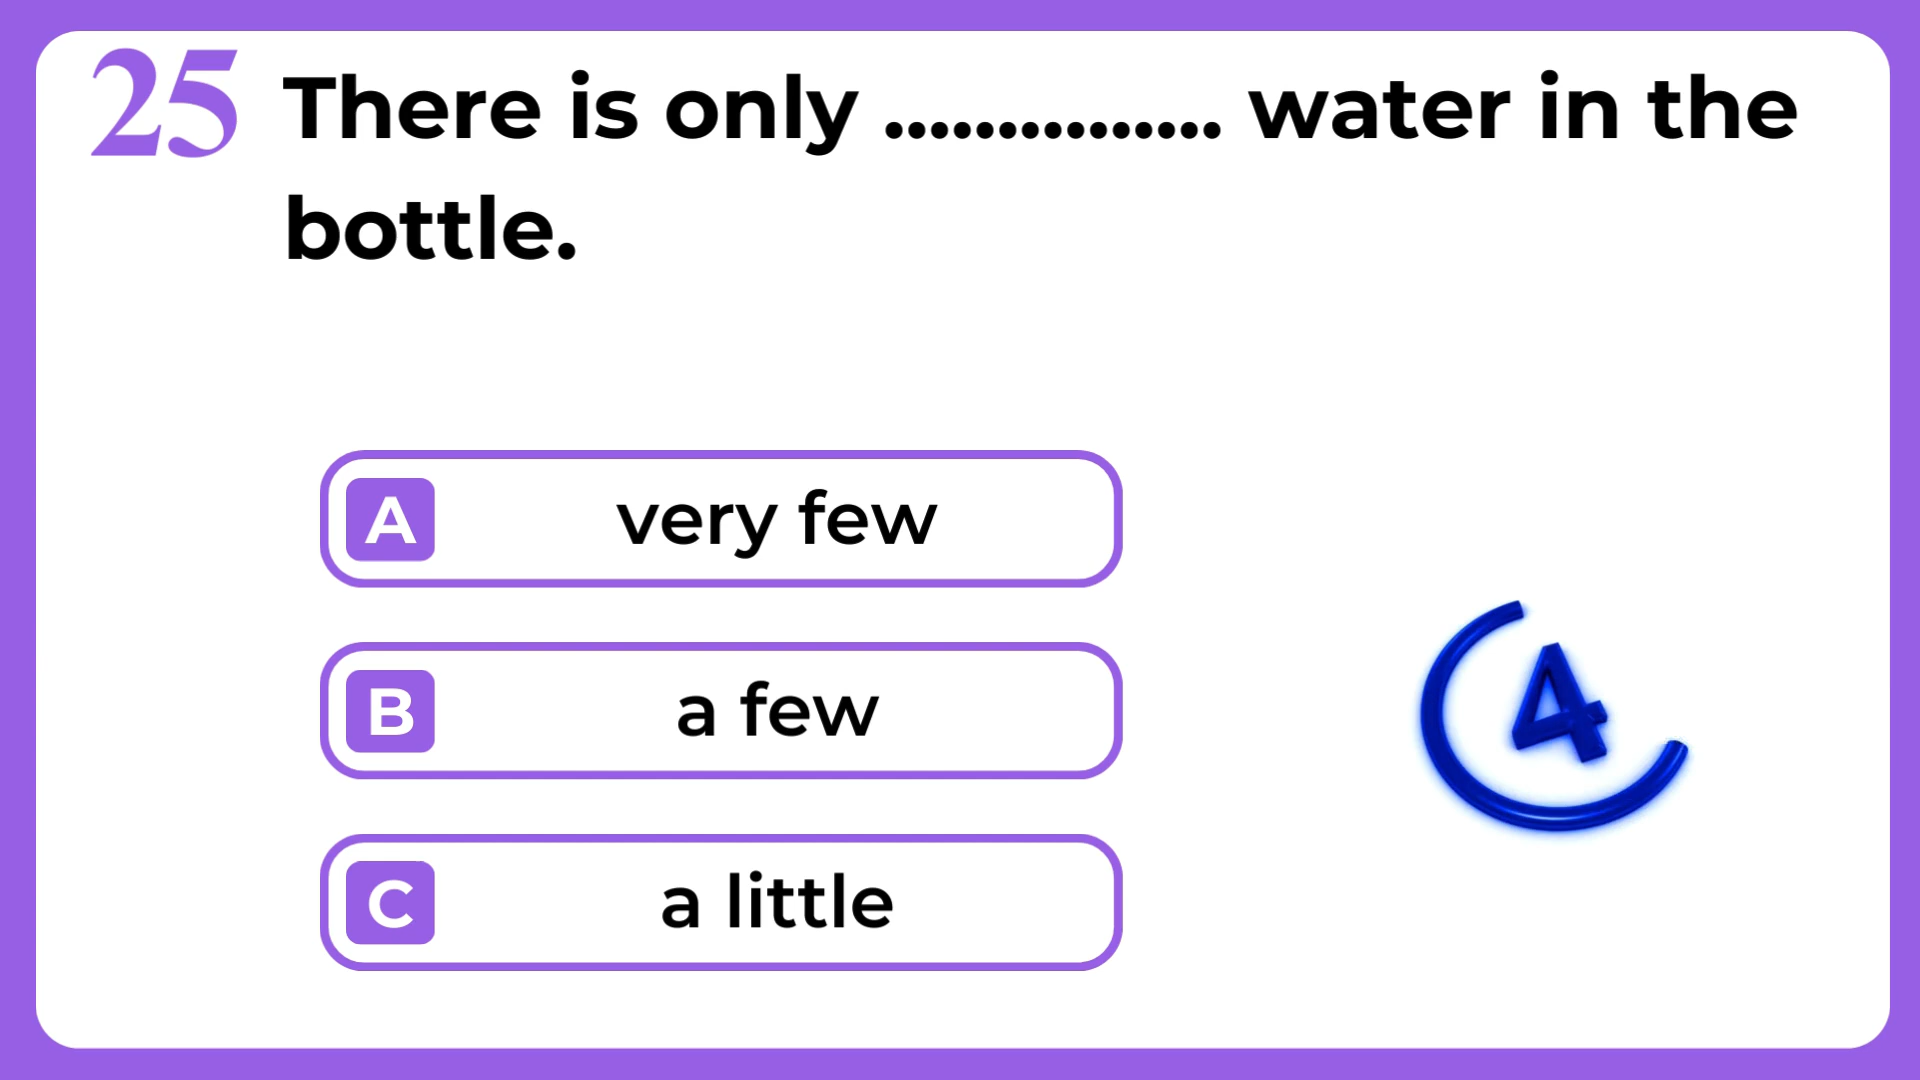 25 There is only ............... water in the
bottle.
A very few
B a few
4
C a little